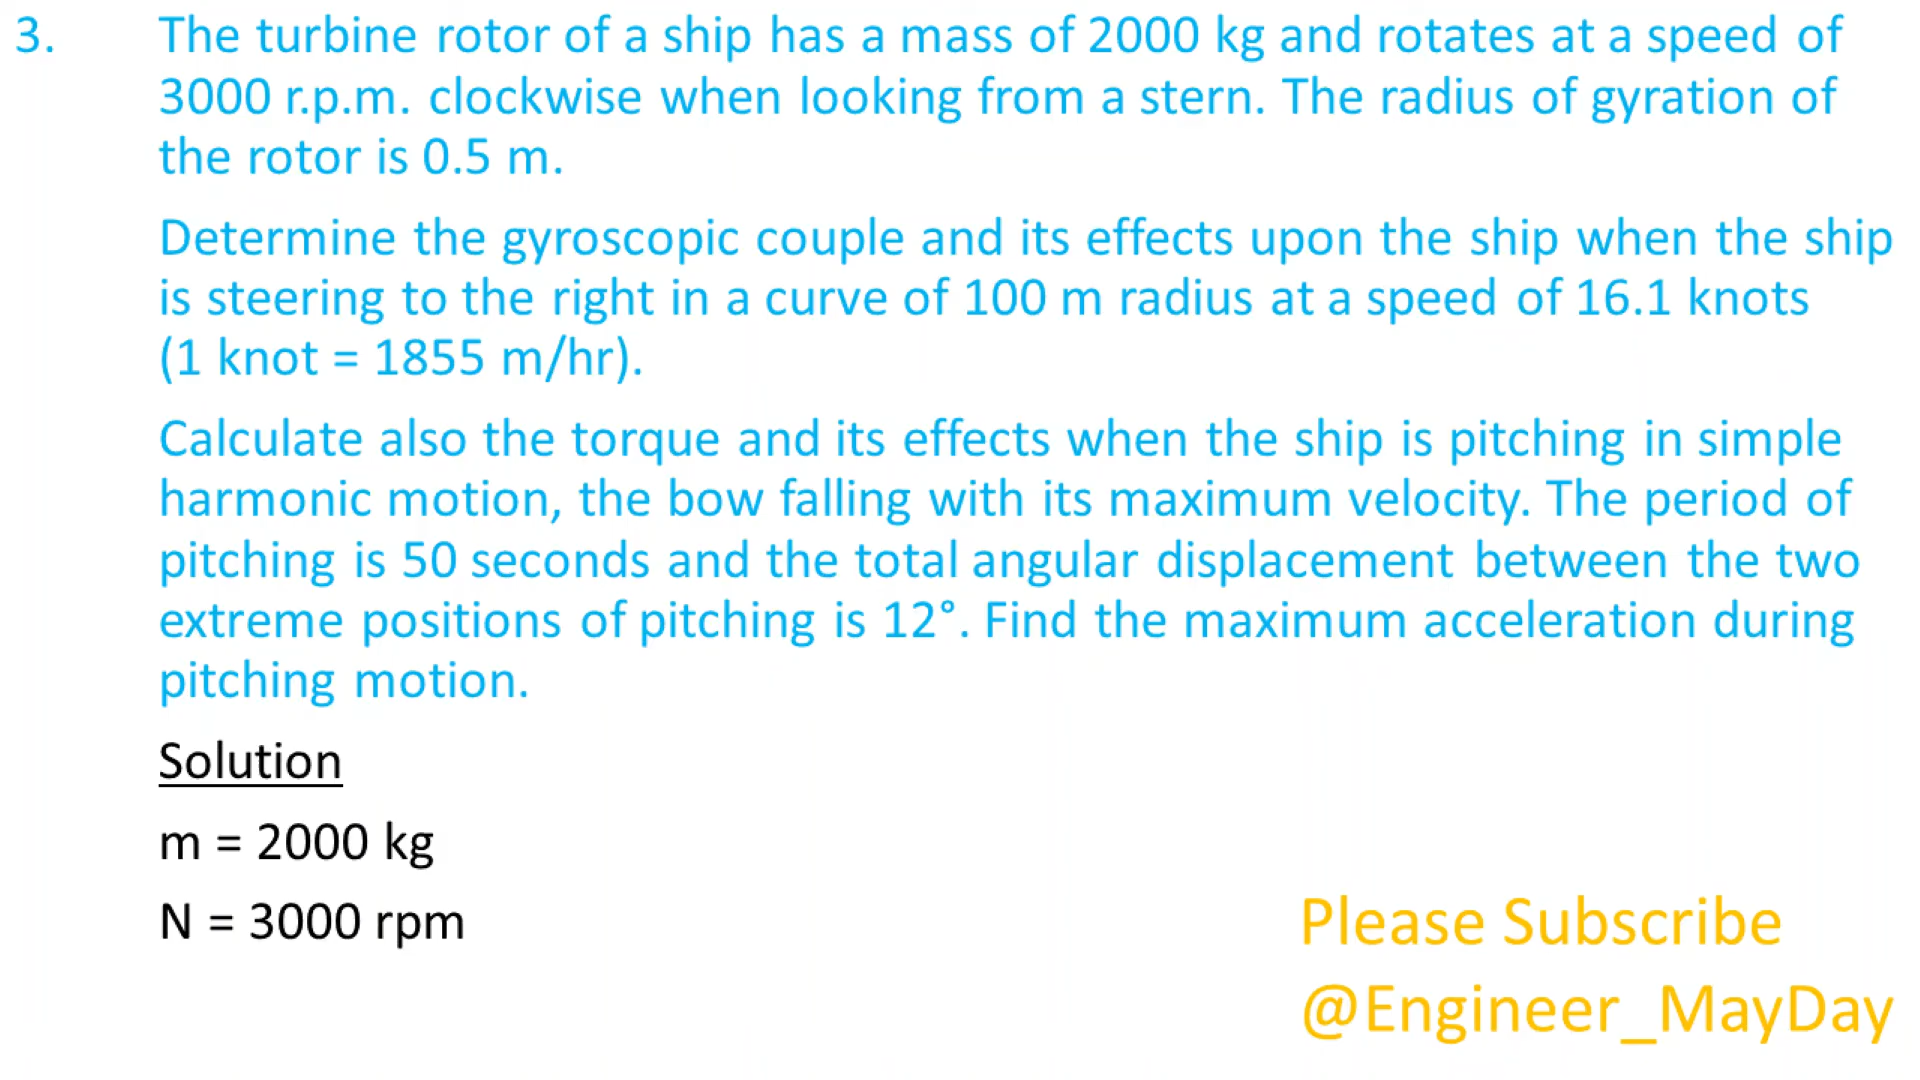 3. The turbine rotor of a ship has a mass of 2000 kg and rotates at a speed of
3000 r.p.m. clockwise when looking from a stern. The radius of gyration of
the rotor is 0.5 m.
Determine the gyroscopic couple and its effects upon the ship when the ship
is steering to the right in a curve of 100 m radius at a speed of 16.1 knots
(1 knot = 1855 m/hr).
Calculate also the torque and its effects when the ship is pitching in simple
harmonic motion, the bow falling with its maximum velocity. The period of
pitching is 50 seconds and the total angular displacement between the two
extreme positions of pitching is 12°. Find the maximum acceleration during
pitching motion.
Solution
m = 2000 kg
N = 3000 rpm
Please Subscribe
@Engineer_MayDay